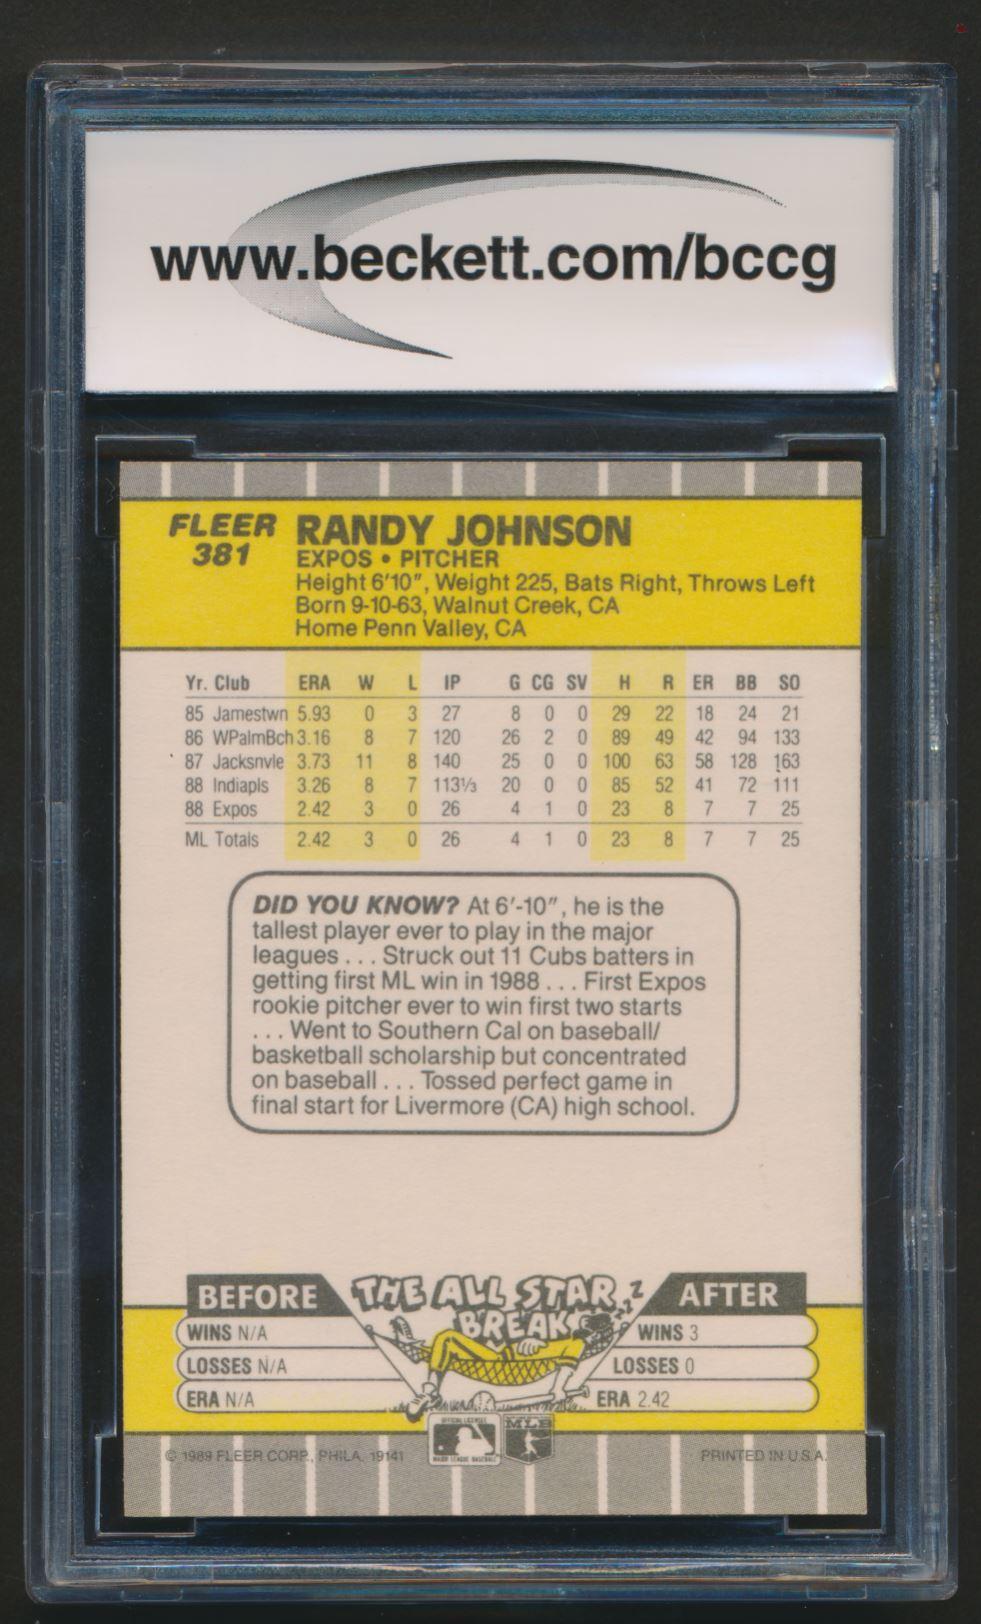 www.beckett.com/bccg
FLEER
381
RANDY JOHNSON
EXPOS • PITCHER
Height 6'10", Weight 225, Bats Right, Throws Left
Born 9-10-63, Walnut Creek, CA
Home Penn Valley, CA
Yr. Club ERA W L IP G CG SV H R ER BB SO
85 Jamestwn 5.93 0 3 27 8 0 0 29 22 18 24 21
86 WPalmBch 3.16 8 7 120 26 2 0 89 49 42 94 133
87 Jacksnvle 3.73 11 8 140 25 0 0 100 63 58 128 163
88 Indiapls 3.26 8 7 113⅓ 20 0 0 85 52 41 72 111
88 Expos 2.42 3 0 26 4 1 0 23 8 7 7 25
ML Totals 2.42 3 0 26 4 1 0 23 8 7 7 25
DID YOU KNOW? At 6'-10", he is the
tallest player ever to play in the major
leagues . . . Struck out 11 Cubs batters in
getting first ML win in 1988 . . . First Expos
rookie pitcher ever to win first two starts
. . . Went to Southern Cal on baseball/
basketball scholarship but concentrated
on baseball . . . Tossed perfect game in
final start for Livermore (CA) high school.
BEFORE THE ALL STAR AFTER
BREAK ZZZZ
WINS N/A WINS 3
LOSSES N/A LOSSES 0
ERA N/A ERA 2.42
OFFICIAL LICENSEE MLB
MAJOR LEAGUE BASEBALL
© 1989 FLEER CORP., PHILA. 19141 PRINTED IN U.S.A.